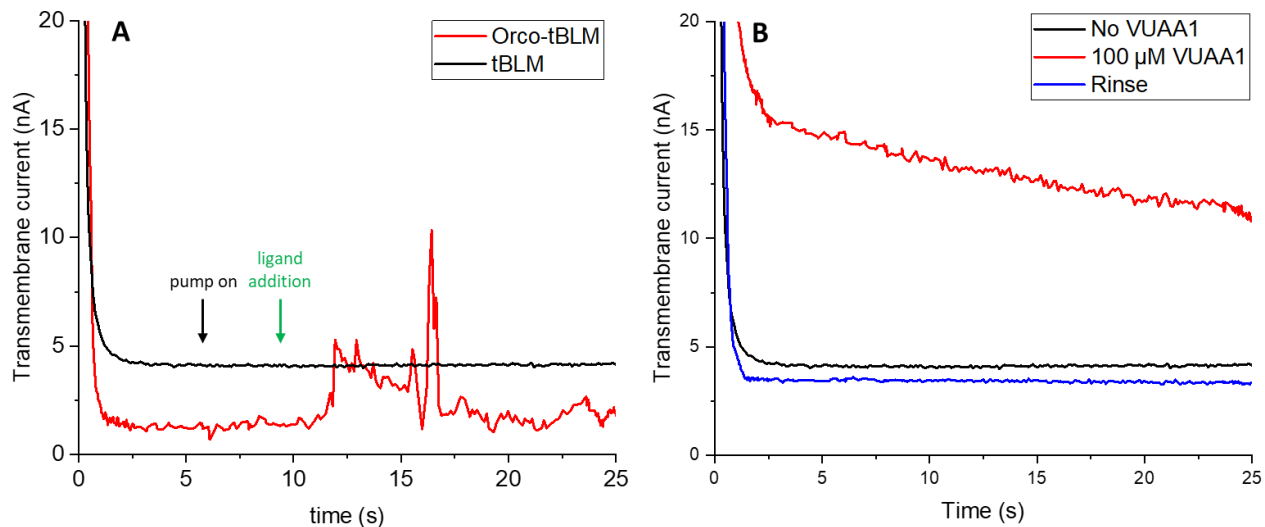 A
Orco-tBLM
tBLM
pump on
ligand
addition
Transmembrane current (nA)
20
15
10
5
0
0
5
10
15
20
25
time (s)
B
No VUAA1
100 µM VUAA1
Rinse
Transmembrane current (nA)
20
15
10
5
0
0
5
10
15
20
25
Time (s)